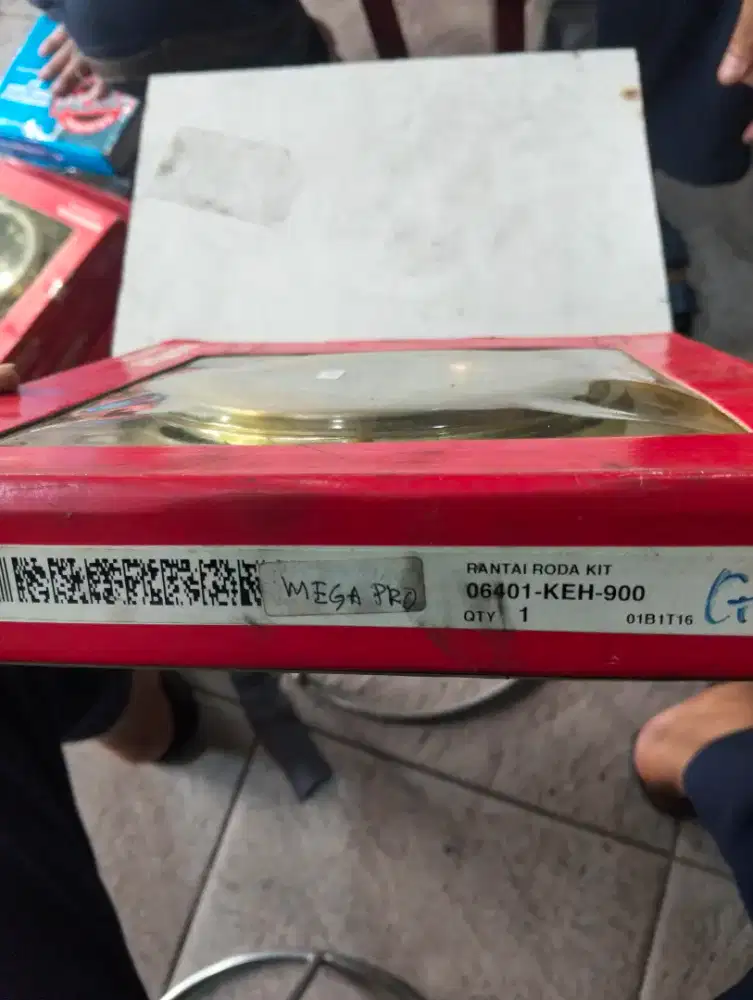 MEGA PRO
RANTAI RODA KIT
06401-KEH-900
QTY 1
01B1T16